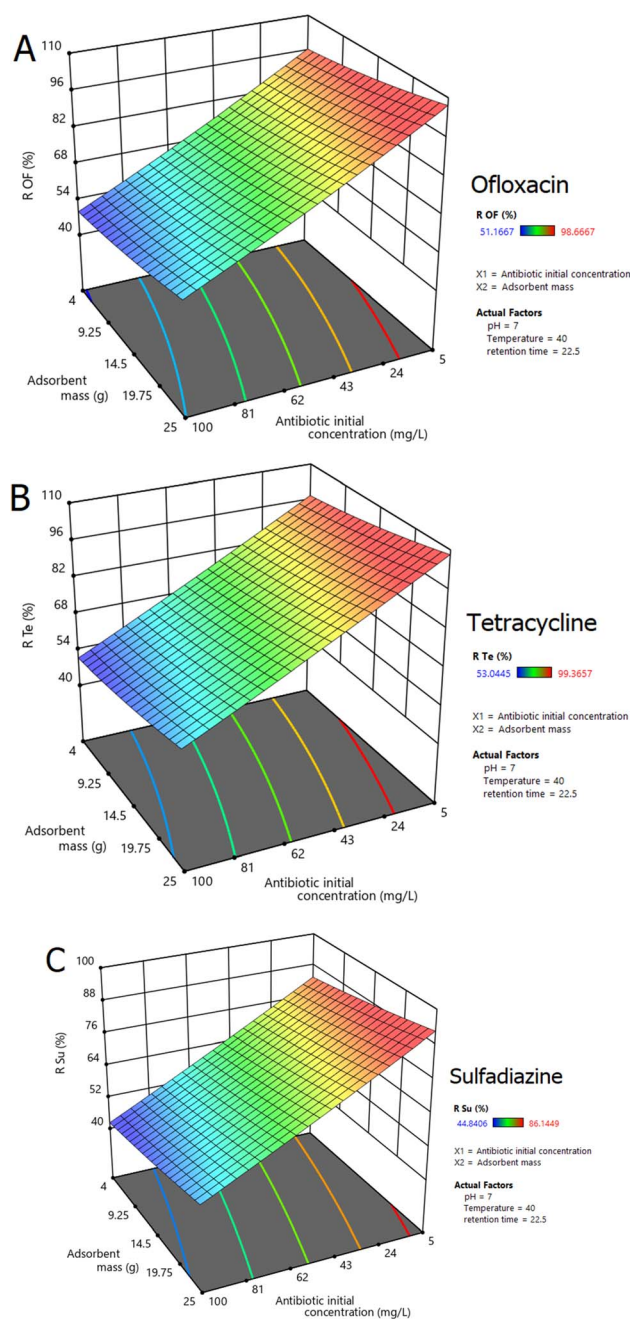 A
110
96
82
68
54
40
R OF (%)
4
9.25
14.5
19.75
25
Adsorbent
mass (g)
100
81
62
43
24
5
Antibiotic initial
concentration (mg/L)
Ofloxacin
R OF (%)
51.1667 98.6667
X1 = Antibiotic initial concentration
X2 = Adsorbent mass
Actual Factors
pH = 7
Temperature = 40
retention time = 22.5
B
110
96
82
68
54
40
R Te (%)
4
9.25
14.5
19.75
25
Adsorbent
mass (g)
100
81
62
43
24
5
Antibiotic initial
concentration (mg/L)
Tetracycline
R Te (%)
53.0445 99.3657
X1 = Antibiotic initial concentration
X2 = Adsorbent mass
Actual Factors
pH = 7
Temperature = 40
retention time = 22.5
C
100
88
76
64
52
40
R Su (%)
4
9.25
14.5
19.75
25
Adsorbent
mass (g)
100
81
62
43
24
5
Antibiotic initial
concentration (mg/L)
Sulfadiazine
R Su (%)
44.8406 86.1449
X1 = Antibiotic initial concentration
X2 = Adsorbent mass
Actual Factors
pH = 7
Temperature = 40
retention time = 22.5